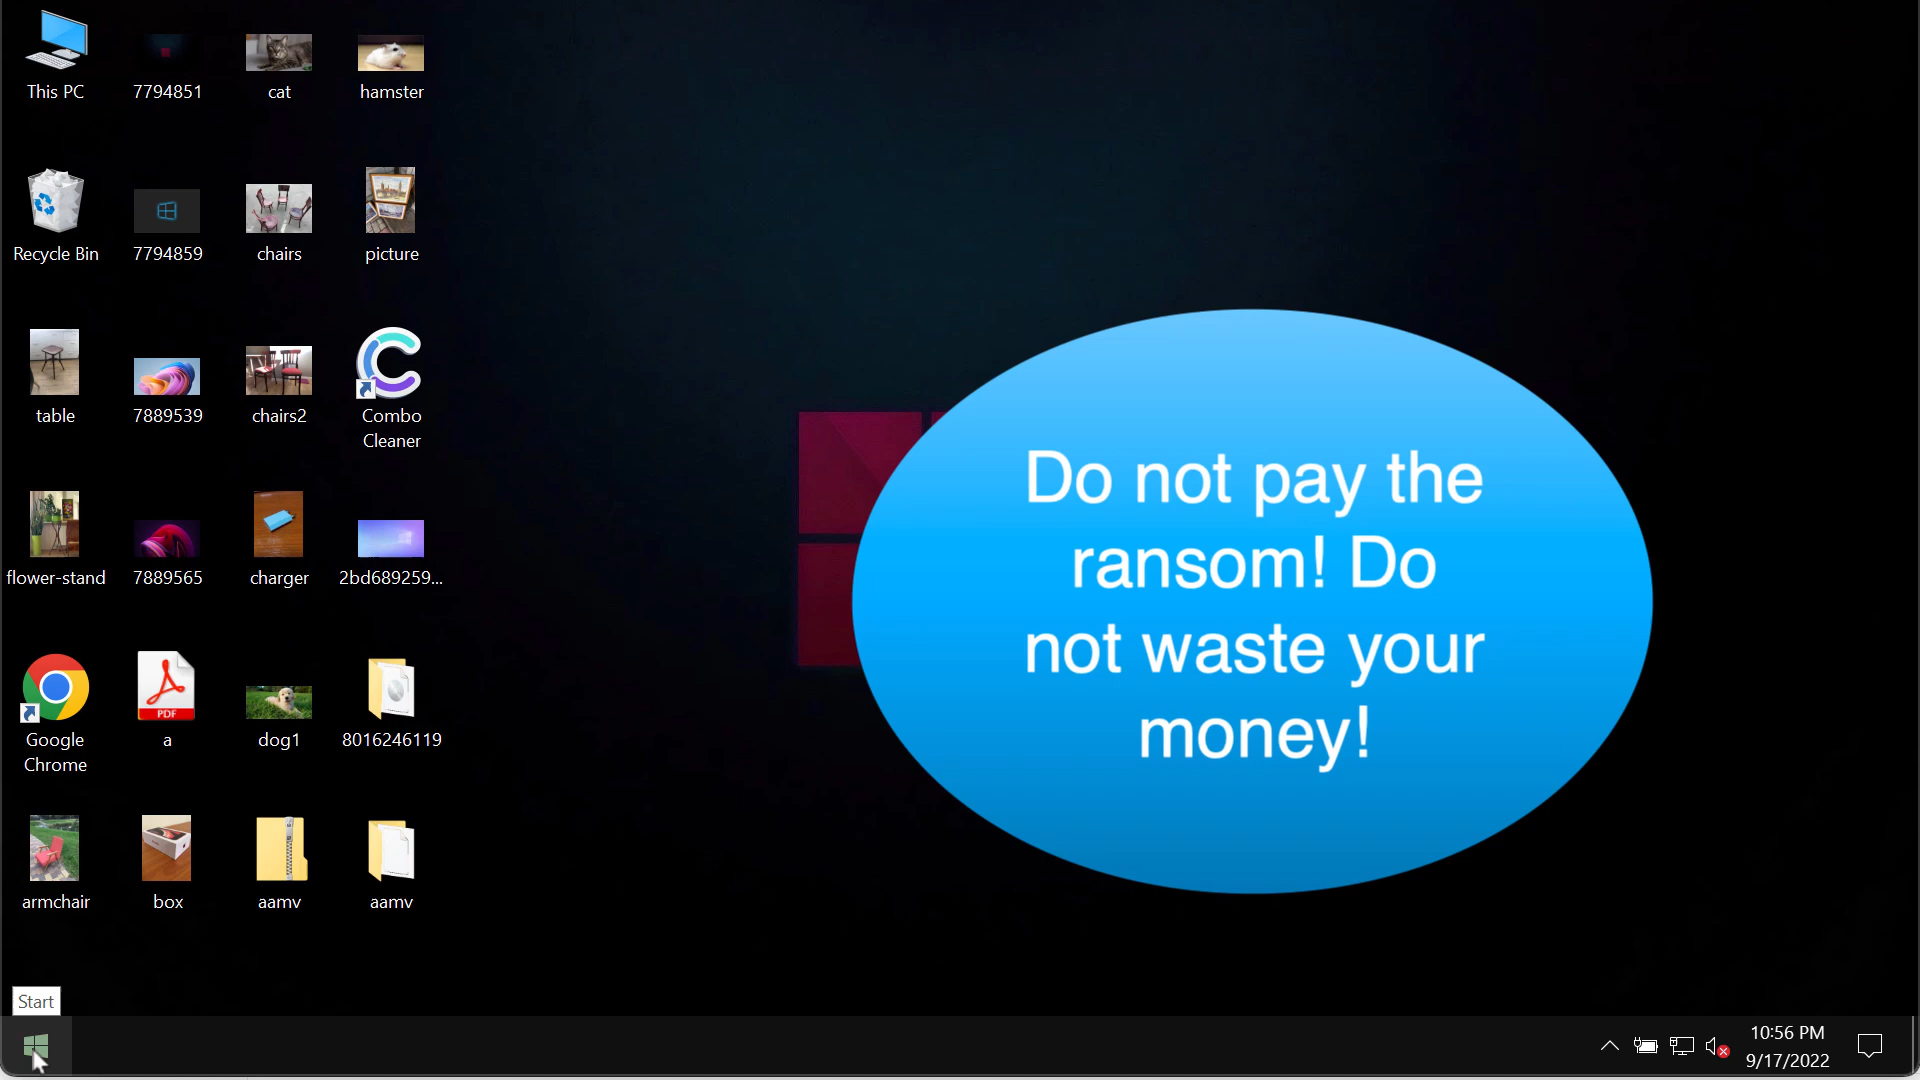 This PC
7794851
cat
hamster
Recycle Bin
7794859
chairs
picture
table
7889539
chairs2
Combo
Cleaner
flower-stand
7889565
charger
2bd689259...
Google
Chrome
PDF
a
dog1
8016246119
armchair
box
aamv
aamv
Do not pay the
ransom! Do
not waste your
money!
Start
10:56 PM
9/17/2022